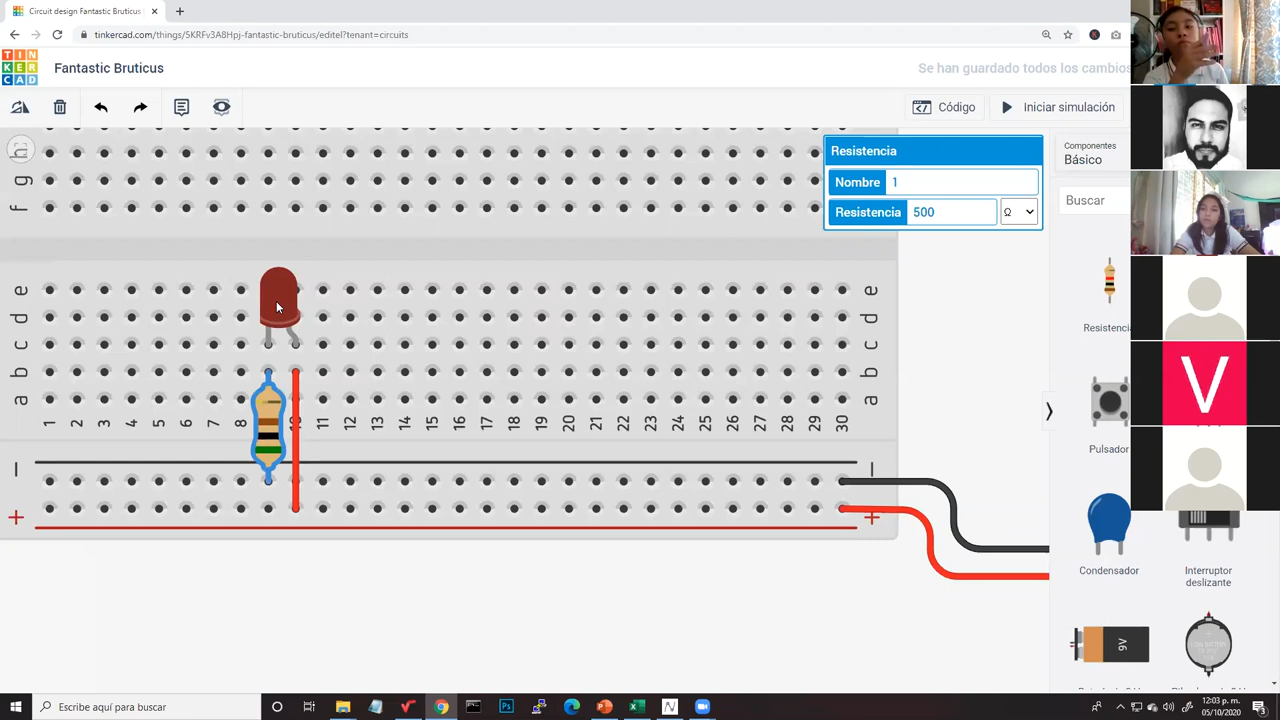 Circuit design Fantastic Bruticus
tinkercad.com/things/5KRFv3A8Hpj-fantastic-bruticus/editel?tenant=circuits
TIN
KER
CAD
Fantastic Bruticus
Se han guardado todos los cambios
Código
Iniciar simulación
Resistencia
Nombre 1
Resistencia 500 Ω
Componentes
Básico
Buscar
Resistencia
Pulsador
Condensador
Interruptor
deslizante
9V
V
h
g g
f f
e e
d d
c c
b b
a a
1 2 3 4 5 6 7 8 10 11 12 13 14 15 16 17 18 19 20 21 22 23 24 25 26 27 28 29 30
− −
+ +
Escribe aquí para buscar
12:03 p. m.
05/10/2020